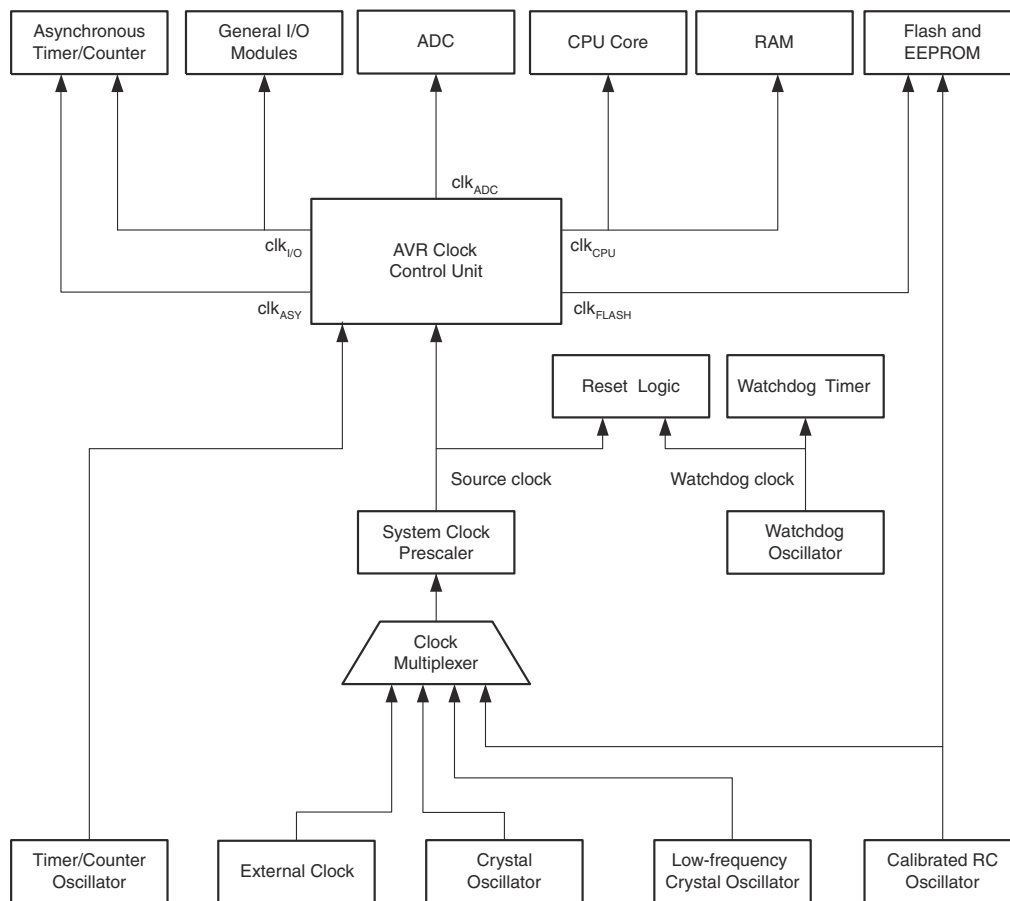 Asynchronous
Timer/Counter
General I/O
Modules
ADC
CPU Core
RAM
Flash and
EEPROM
clkADC
clkI/O
AVR Clock
Control Unit
clkCPU
clkASY
clkFLASH
Reset Logic
Watchdog Timer
Source clock
Watchdog clock
System Clock
Prescaler
Watchdog
Oscillator
Clock
Multiplexer
Timer/Counter
Oscillator
External Clock
Crystal
Oscillator
Low-frequency
Crystal Oscillator
Calibrated RC
Oscillator